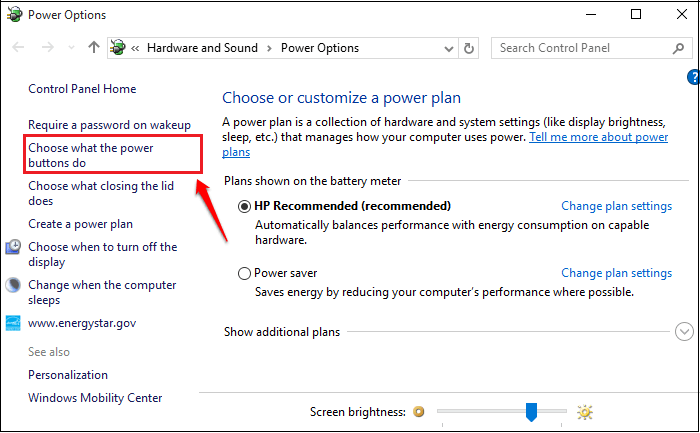 Power Options
« Hardware and Sound › Power Options
Search Control Panel
Control Panel Home
Require a password on wakeup
Choose what the power
buttons do
Choose what closing the lid
does
Create a power plan
Choose when to turn off the
display
Change when the computer
sleeps
www.energystar.gov
See also
Personalization
Windows Mobility Center
?
Choose or customize a power plan
A power plan is a collection of hardware and system settings (like display brightness,
sleep, etc.) that manages how your computer uses power. Tell me more about power
plans
Plans shown on the battery meter
HP Recommended (recommended) Change plan settings
Automatically balances performance with energy consumption on capable
hardware.
Power saver Change plan settings
Saves energy by reducing your computer's performance where possible.
Show additional plans
Screen brightness: